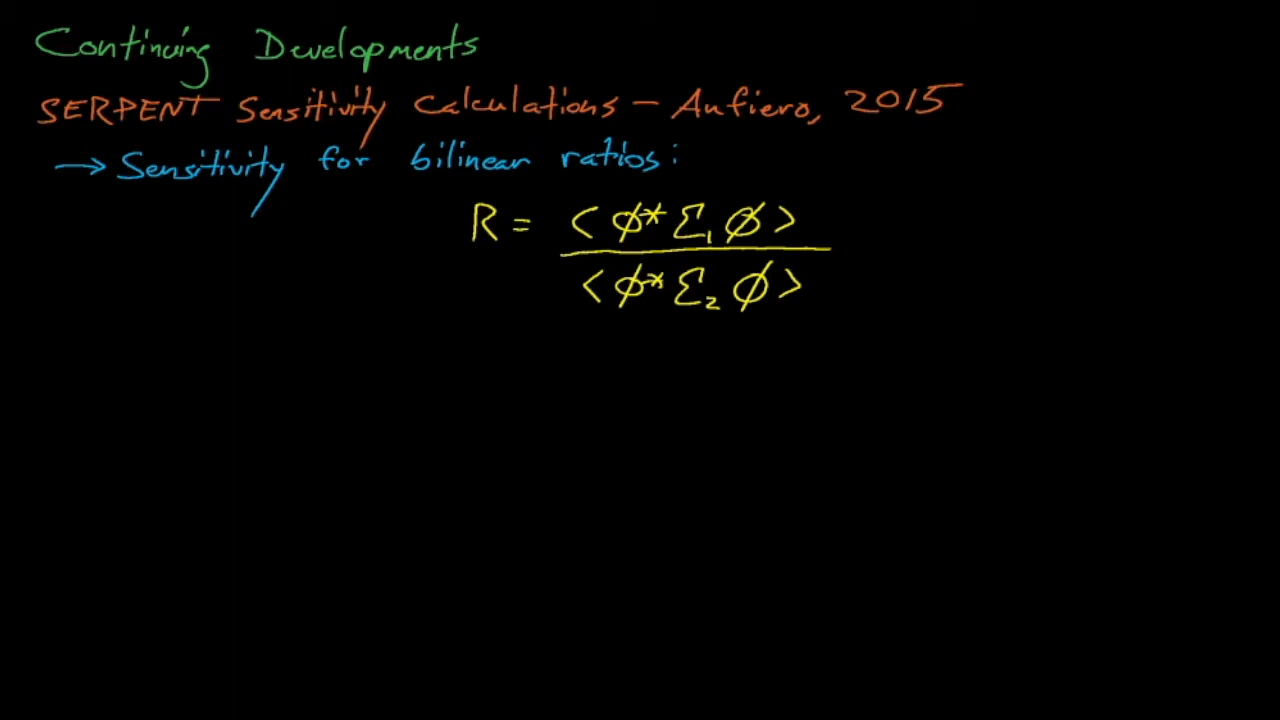 Continuing Developments
SERPENT Sensitivity Calculations — Aufiero, 2015
→ Sensitivity for bilinear ratios:
R = <ϕ* Σ₁ ϕ>
<ϕ* Σ₂ ϕ>